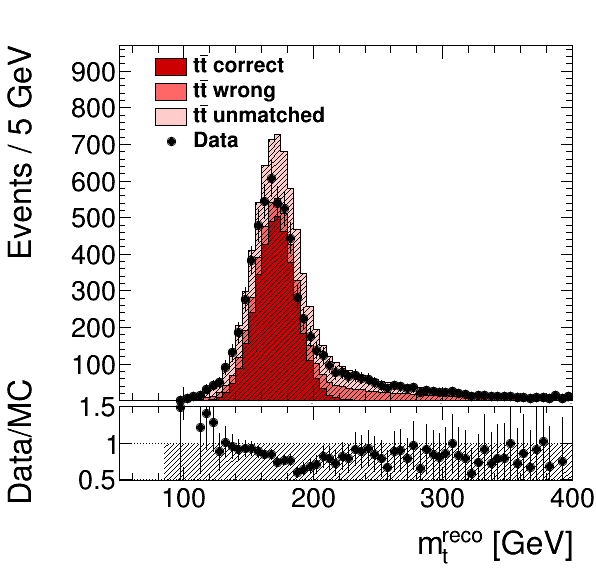 Events / 5 GeV
900
800
700
600
500
400
300
200
100
tt̄ correct
tt̄ wrong
tt̄ unmatched
Data
Data/MC
1.5
1
0.5
100 200 300 400
m_t^reco [GeV]